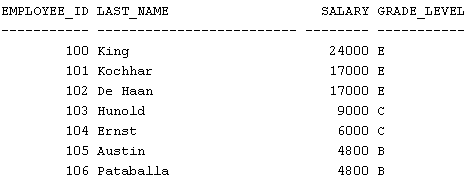 EMPLOYEE_ID LAST_NAME                     SALARY GRADE_LEVEL
----------- ------------------------- ---------- -----------
        100 King                           24000 E
        101 Kochhar                        17000 E
        102 De Haan                        17000 E
        103 Hunold                          9000 C
        104 Ernst                           6000 C
        105 Austin                          4800 B
        106 Pataballa                       4800 B